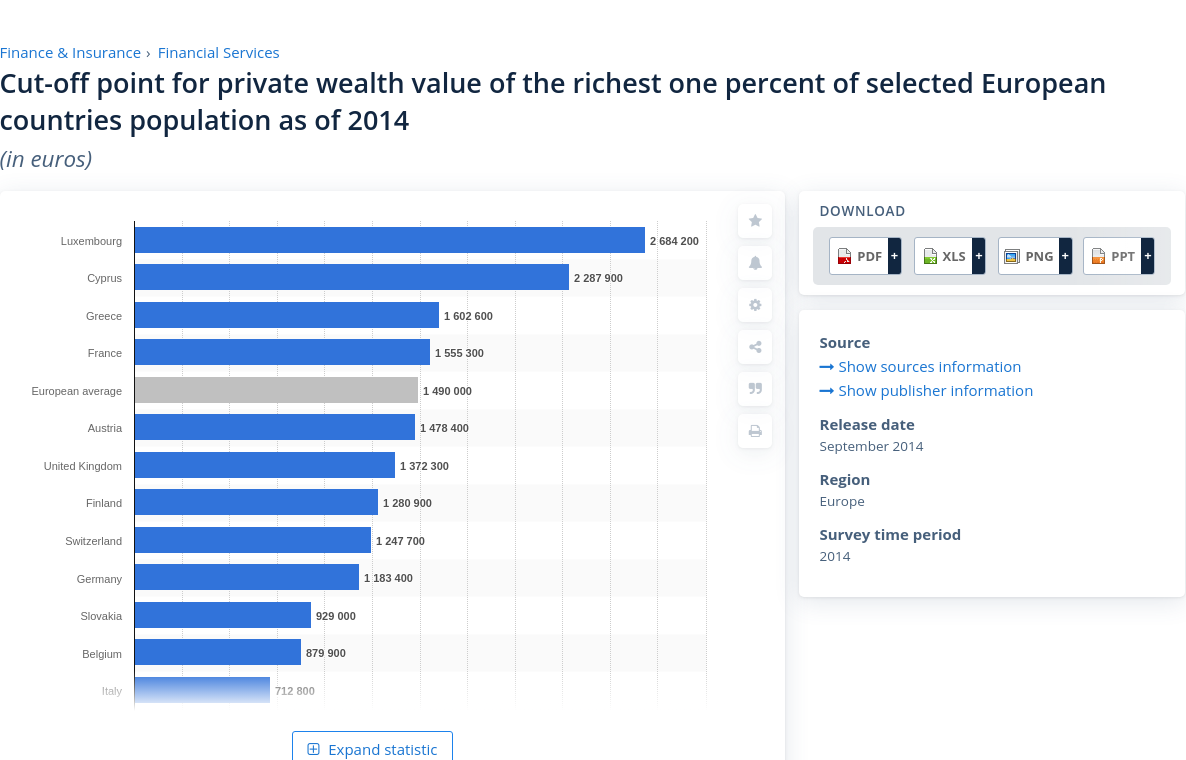 Finance & Insurance › Financial Services
Cut-off point for private wealth value of the richest one percent of selected European
countries population as of 2014
(in euros)
Luxembourg 2 684 200
Cyprus 2 287 900
Greece 1 602 600
France 1 555 300
European average 1 490 000
Austria 1 478 400
United Kingdom 1 372 300
Finland 1 280 900
Switzerland 1 247 700
Germany 1 183 400
Slovakia 929 000
Belgium 879 900
Italy 712 800
Expand statistic
DOWNLOAD
PDF + XLS + PNG + PPT +
Source
Show sources information
Show publisher information
Release date
September 2014
Region
Europe
Survey time period
2014